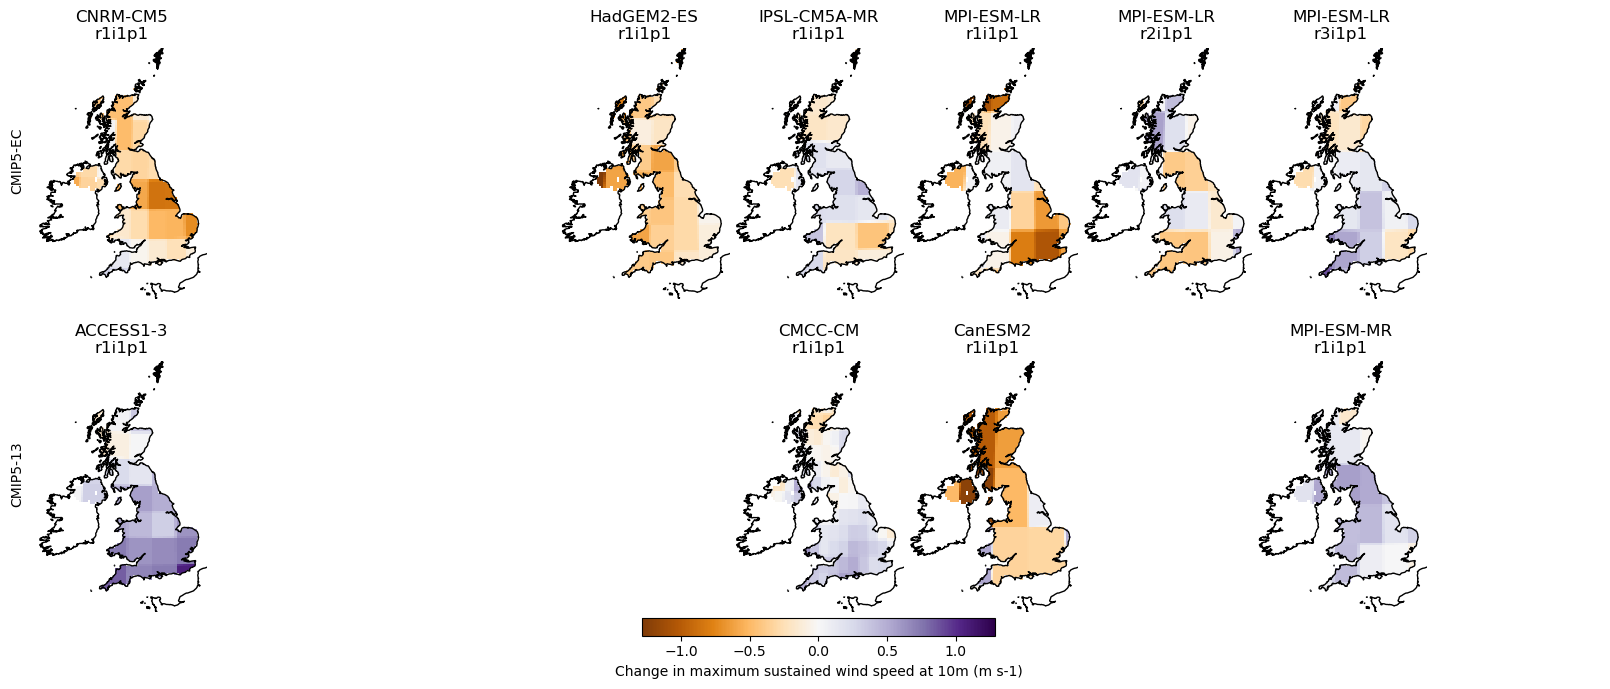 CNRM-CM5
r1i1p1
HadGEM2-ES
r1i1p1
IPSL-CM5A-MR
r1i1p1
MPI-ESM-LR
r1i1p1
MPI-ESM-LR
r2i1p1
MPI-ESM-LR
r3i1p1
CMIP5-EC
ACCESS1-3
r1i1p1
CMCC-CM
r1i1p1
CanESM2
r1i1p1
MPI-ESM-MR
r1i1p1
CMIP5-13
−1.0 −0.5 0.0 0.5 1.0
Change in maximum sustained wind speed at 10m (m s-1)